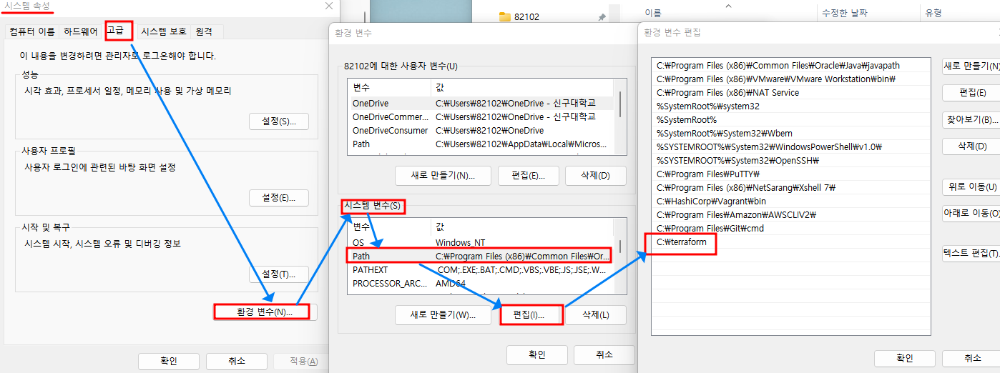 시스템 속성
컴퓨터 이름 하드웨어 고급 시스템 보호 원격
이 내용을 변경하려면 관리자로 로그온해야 합니다.
성능
시각 효과, 프로세서 일정, 메모리 사용 및 가상 메모리
설정(S)...
사용자 프로필
사용자 로그인에 관련된 바탕 화면 설정
설정(E)...
시작 및 복구
시스템 시작, 시스템 오류 및 디버깅 정보
설정(T)...
환경 변수(N)...
확인 취소 적용(A)
82102
이름 수정한 날짜 유형
환경 변수
82102에 대한 사용자 변수(U)
변수 값
OneDrive C:₩Users₩82102₩OneDrive - 신구대학교
OneDriveCommer... C:₩Users₩82102₩OneDrive - 신구대학교
OneDriveConsumer C:₩Users₩82102₩OneDrive
Path C:₩Users₩82102₩AppData₩Local₩Micros...
새로 만들기(N)... 편집(E)... 삭제(D)
시스템 변수(S)
변수 값
OS Windows_NT
Path C:₩Program Files (x86)₩Common Files₩Or...
PATHEXT .COM;.EXE;.BAT;.CMD;.VBS;.VBE;.JS;.JSE;.W...
PROCESSOR_ARC... AMD64
새로 만들기(W)... 편집(I)... 삭제(L)
확인 취소
환경 변수 편집
C:₩Program Files (x86)₩Common Files₩Oracle₩Java₩javapath
C:₩Program Files (x86)₩VMware₩VMware Workstation₩bin₩
C:₩Program Files (x86)₩NAT Service
%SystemRoot%₩system32
%SystemRoot%
%SystemRoot%₩System32₩Wbem
%SYSTEMROOT%₩System32₩WindowsPowerShell₩v1.0₩
%SYSTEMROOT%₩System32₩OpenSSH₩
C:₩Program Files₩PuTTY₩
C:₩Program Files (x86)₩NetSarang₩Xshell 7₩
C:₩HashiCorp₩Vagrant₩bin
C:₩Program Files₩Amazon₩AWSCLIV2₩
C:₩Program Files₩Git₩cmd
C:₩terraform
새로 만들기(N)
편집(E)
찾아보기(B)...
삭제(D)
위로 이동(U)
아래로 이동(O)
텍스트 편집(T)...
확인 취소